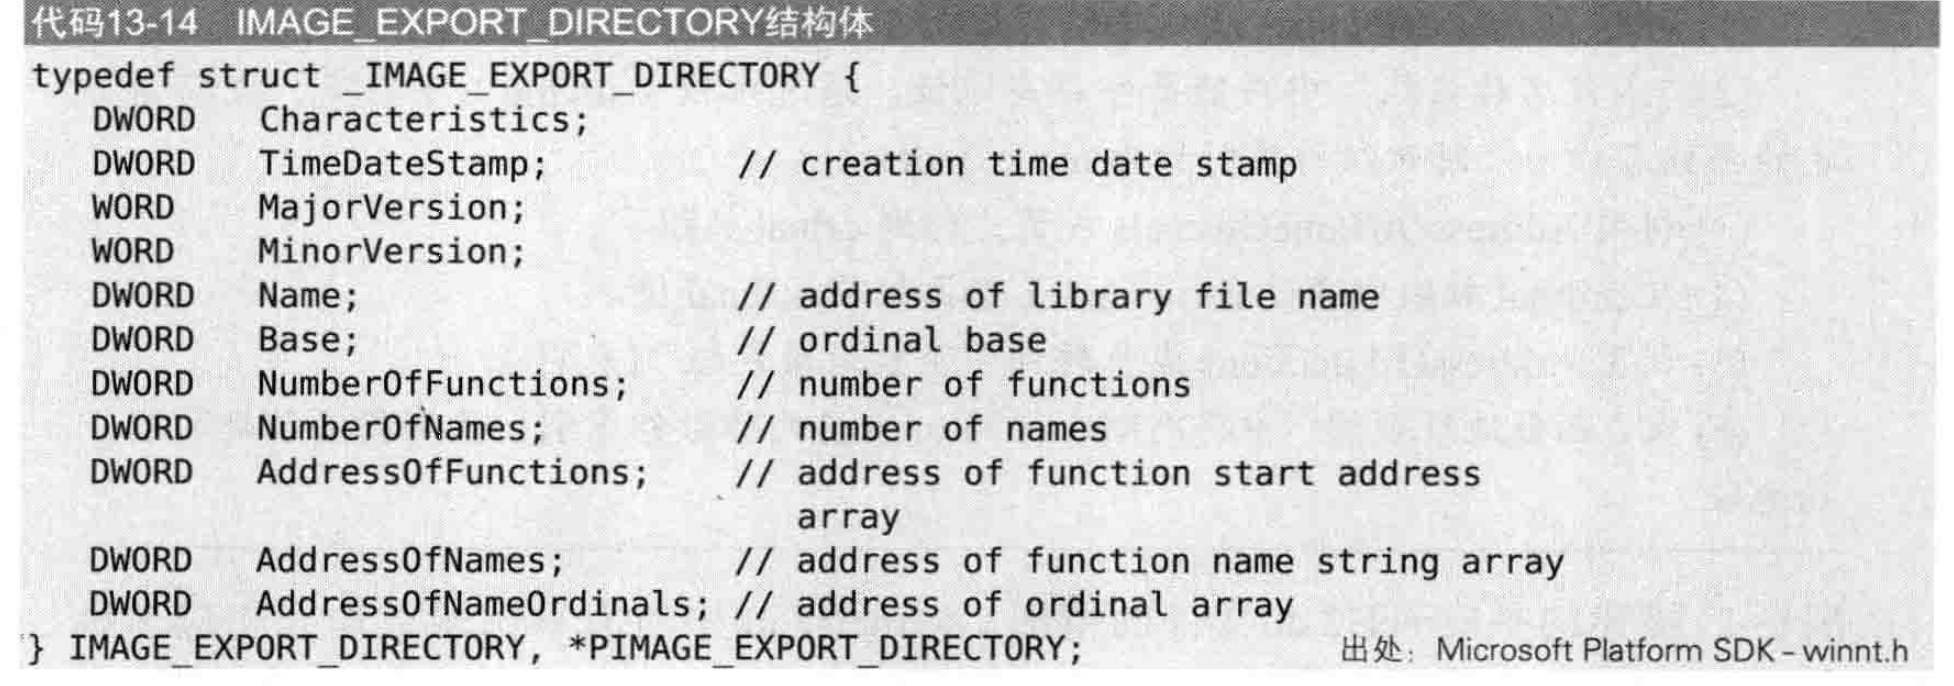 代码13-14 IMAGE_EXPORT_DIRECTORY结构体
typedef struct _IMAGE_EXPORT_DIRECTORY {
DWORD Characteristics;
DWORD TimeDateStamp; // creation time date stamp
WORD MajorVersion;
WORD MinorVersion;
DWORD Name; // address of library file name
DWORD Base; // ordinal base
DWORD NumberOfFunctions; // number of functions
DWORD NumberOfNames; // number of names
DWORD AddressOfFunctions; // address of function start address
array
DWORD AddressOfNames; // address of function name string array
DWORD AddressOfNameOrdinals; // address of ordinal array
} IMAGE_EXPORT_DIRECTORY, *PIMAGE_EXPORT_DIRECTORY; 出处：Microsoft Platform SDK – winnt.h